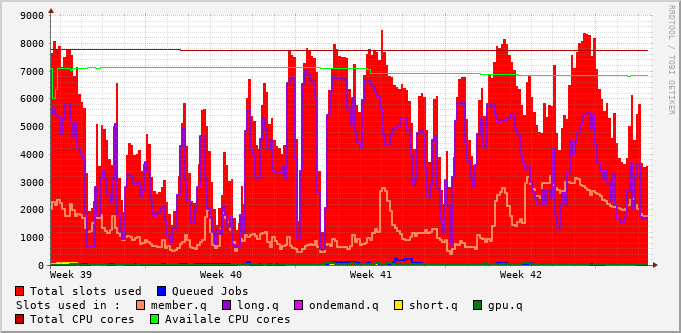 9000
8000
7000
6000
5000
4000
3000
2000
1000
0
Week 39 Week 40 Week 41 Week 42
RRDTOOL / TOBI OETIKER
Total slots used Queued Jobs
Slots used in : member.q long.q ondemand.q short.q gpu.q
Total CPU cores Availale CPU cores